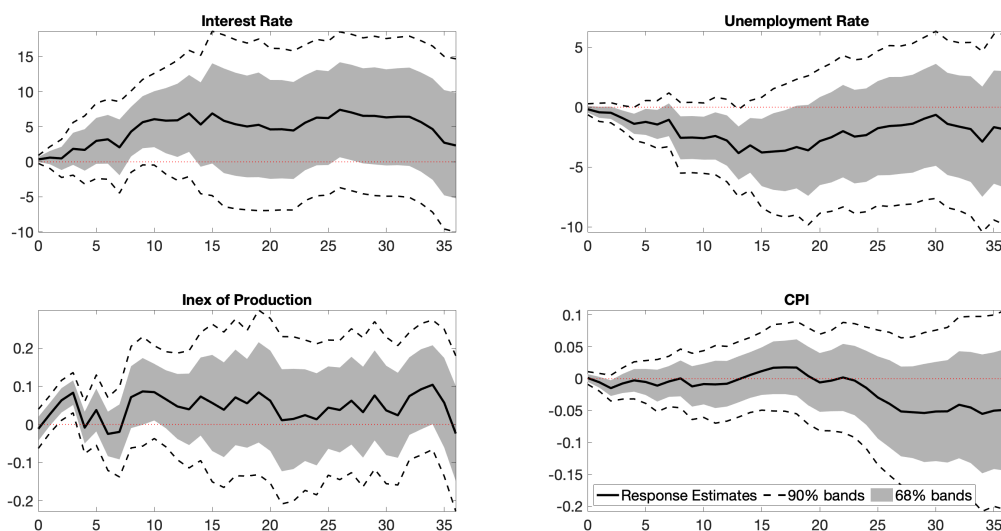 Interest Rate
15
10
5
0
-5
-10
0 5 10 15 20 25 30 35
Unemployment Rate
5
0
-5
-10
0 5 10 15 20 25 30 35
Inex of Production
0.2
0.1
0
-0.1
-0.2
0 5 10 15 20 25 30 35
CPI
0.1
0.05
0
-0.05
-0.1
-0.15
-0.2
Response Estimates 90% bands 68% bands
0 5 10 15 20 25 30 35